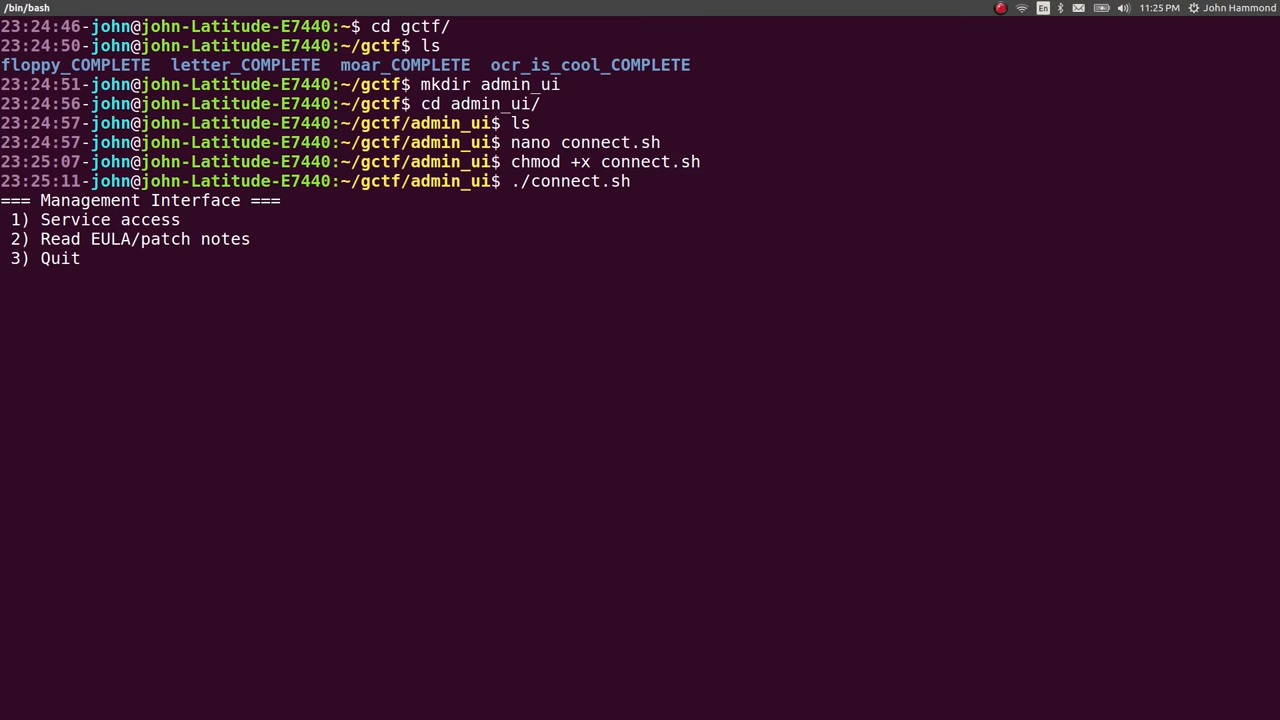 /bin/bash
En
11:25 PM
John Hammond
23:24:46-john@john-Latitude-E7440:~$ cd gctf/
23:24:50-john@john-Latitude-E7440:~/gctf$ ls
floppy_COMPLETE  letter_COMPLETE  moar_COMPLETE  ocr_is_cool_COMPLETE
23:24:51-john@john-Latitude-E7440:~/gctf$ mkdir admin_ui
23:24:56-john@john-Latitude-E7440:~/gctf$ cd admin_ui/
23:24:57-john@john-Latitude-E7440:~/gctf/admin_ui$ ls
23:24:57-john@john-Latitude-E7440:~/gctf/admin_ui$ nano connect.sh
23:25:07-john@john-Latitude-E7440:~/gctf/admin_ui$ chmod +x connect.sh
23:25:11-john@john-Latitude-E7440:~/gctf/admin_ui$ ./connect.sh
=== Management Interface ===
 1) Service access
 2) Read EULA/patch notes
 3) Quit